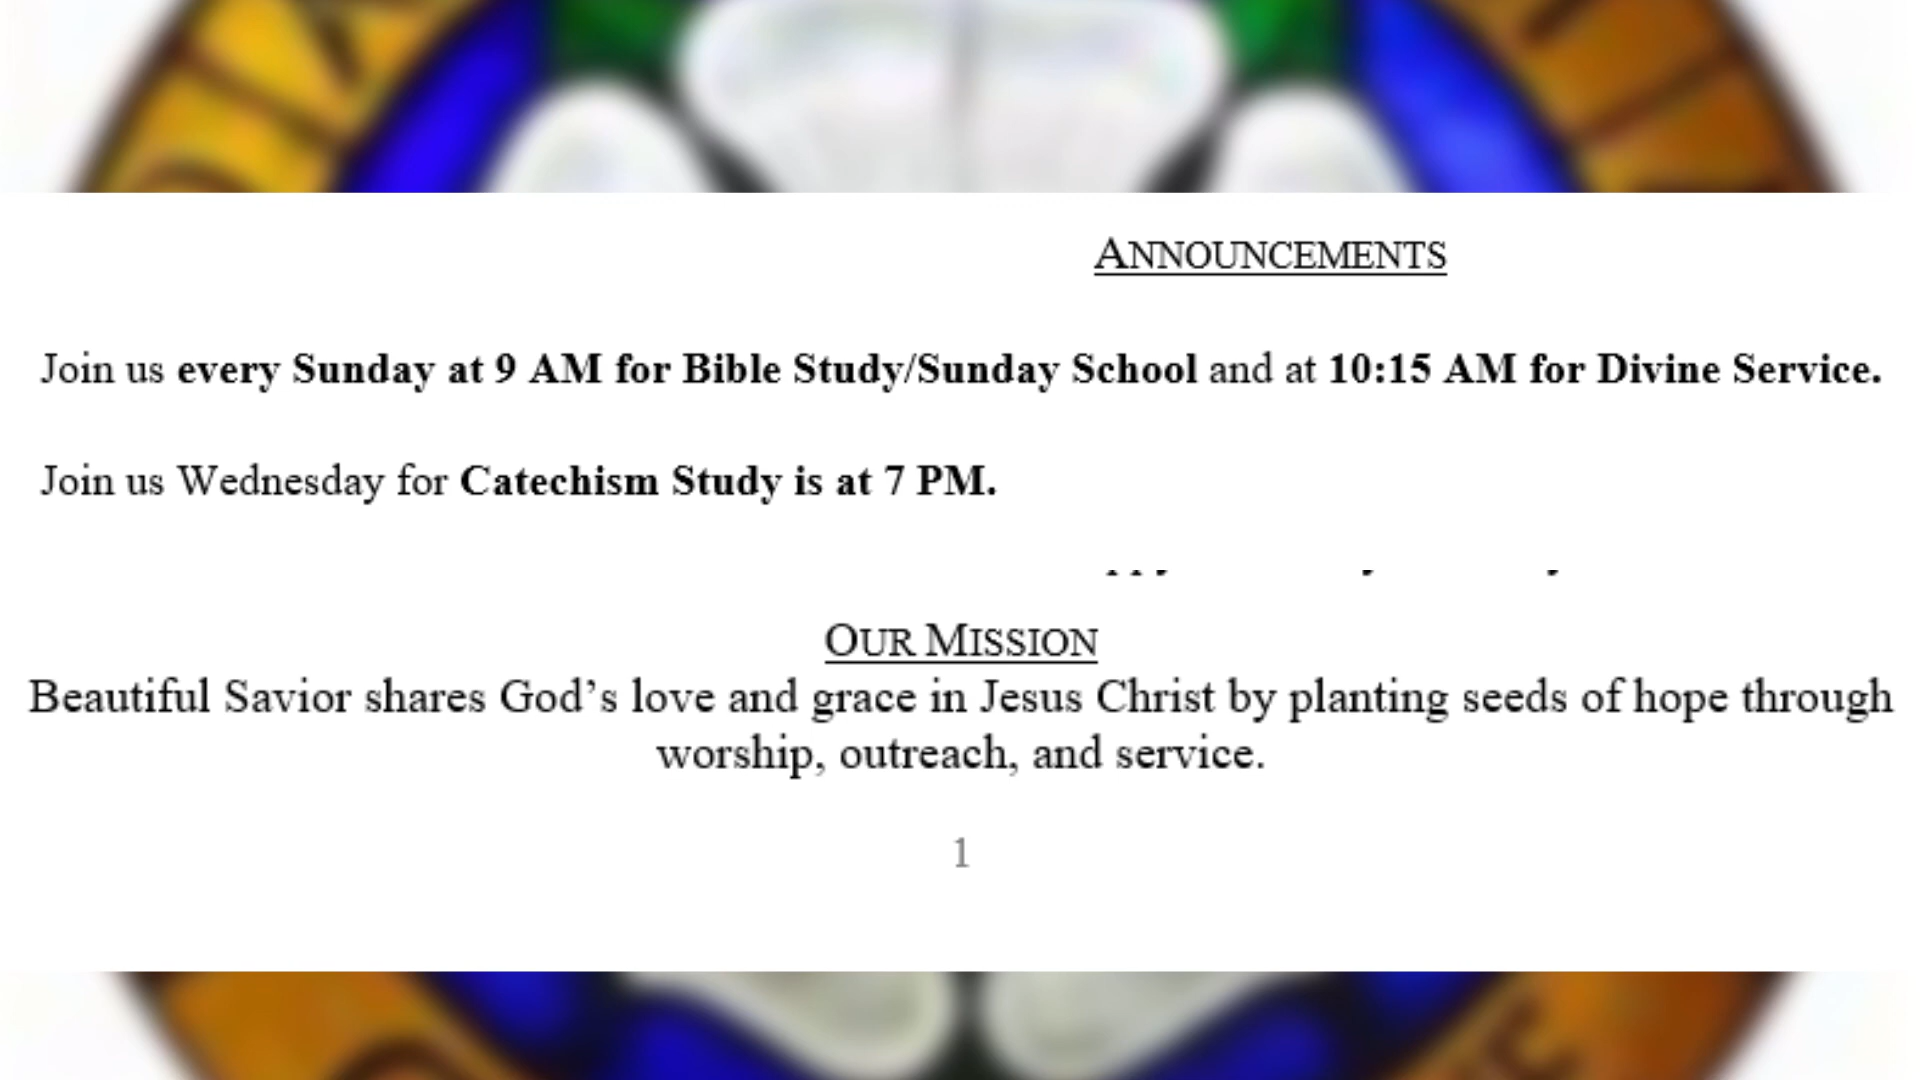 ANNOUNCEMENTS
Join us every Sunday at 9 AM for Bible Study/Sunday School and at 10:15 AM for Divine Service.
Join us Wednesday for Catechism Study is at 7 PM.
OUR MISSION
Beautiful Savior shares God’s love and grace in Jesus Christ by planting seeds of hope through
worship, outreach, and service.
1